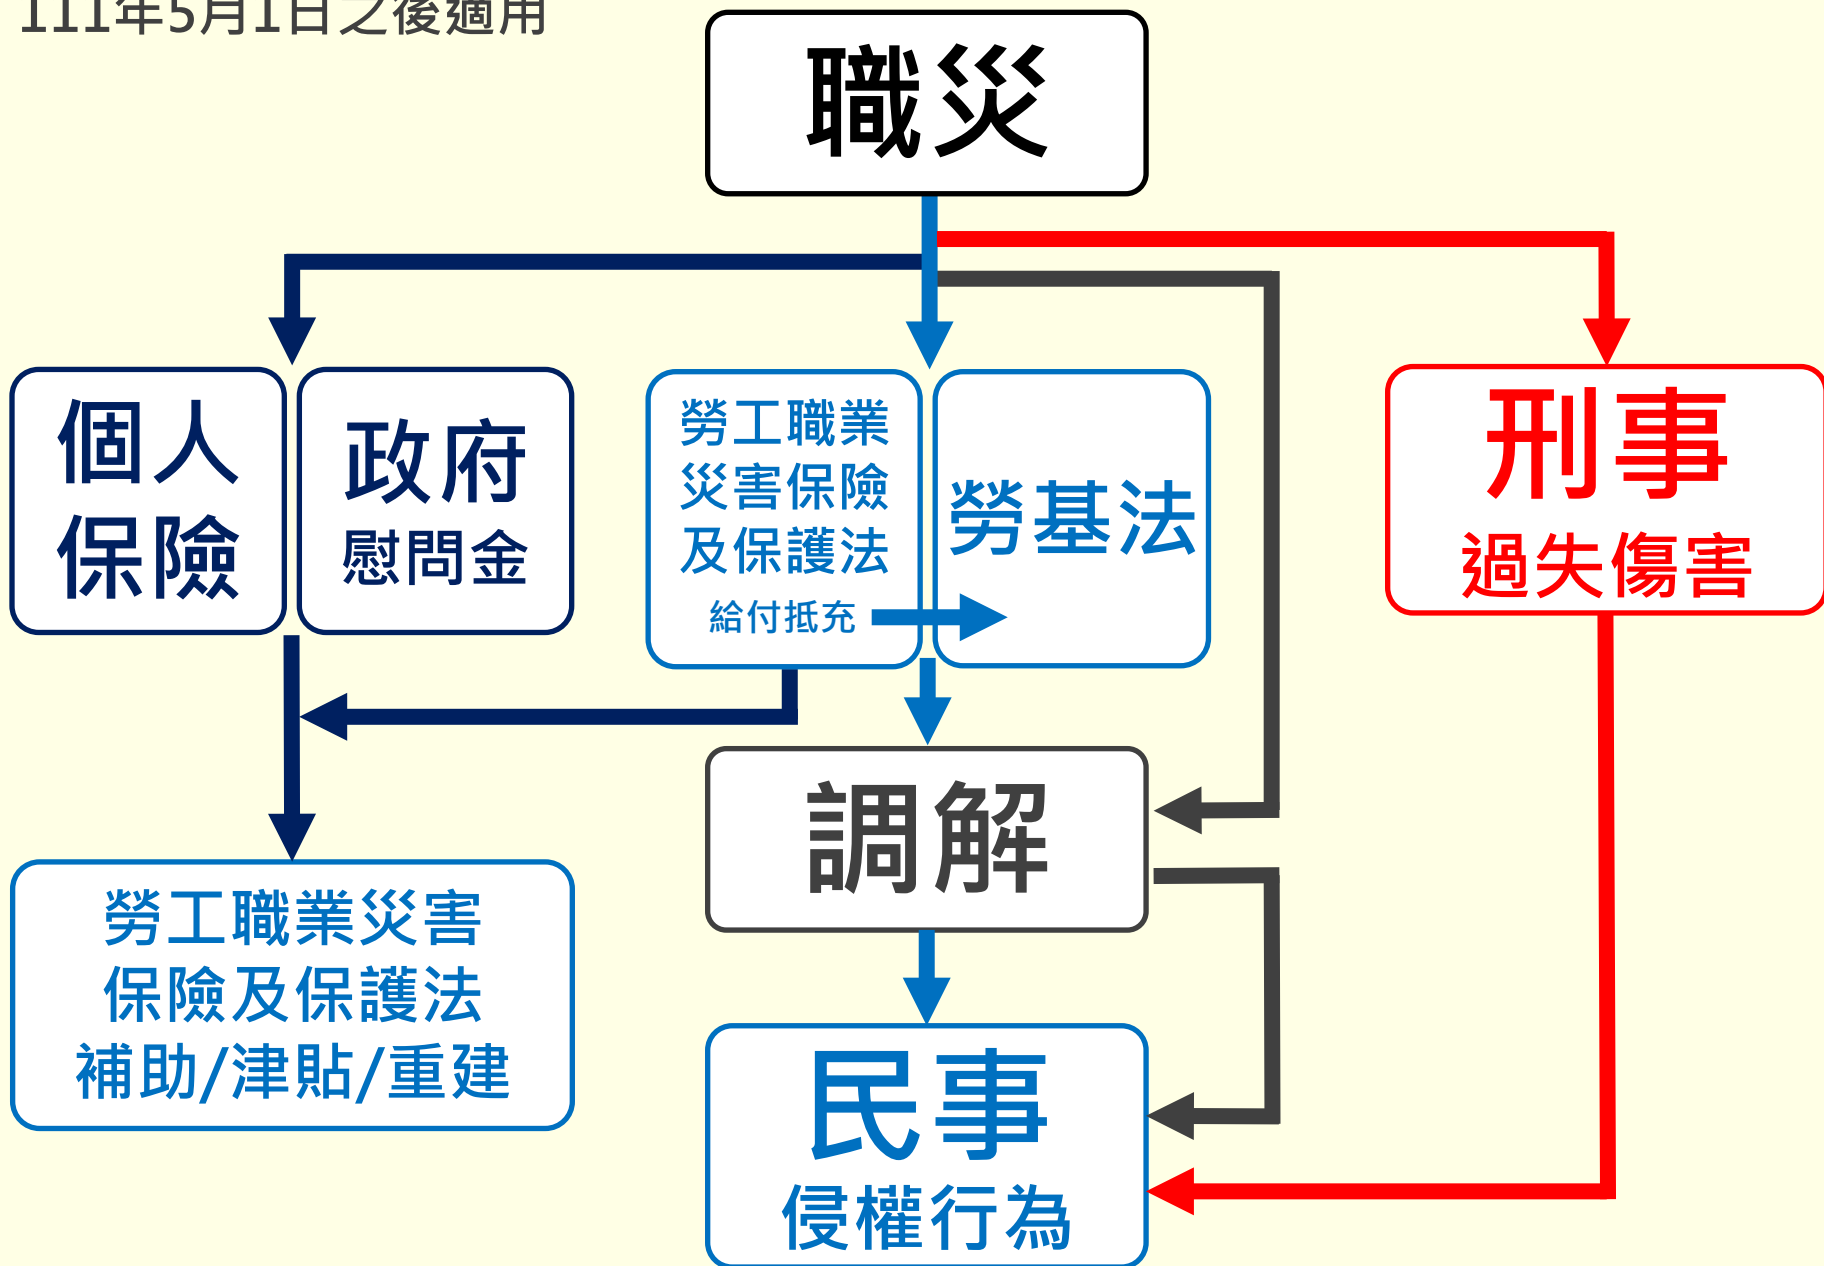 111年5月1日之後適用
職災
個人
保險
政府
慰問金
勞工職業
災害保險
及保護法
給付抵充
勞基法
刑事
過失傷害
調解
勞工職業災害
保險及保護法
補助/津貼/重建
民事
侵權行為